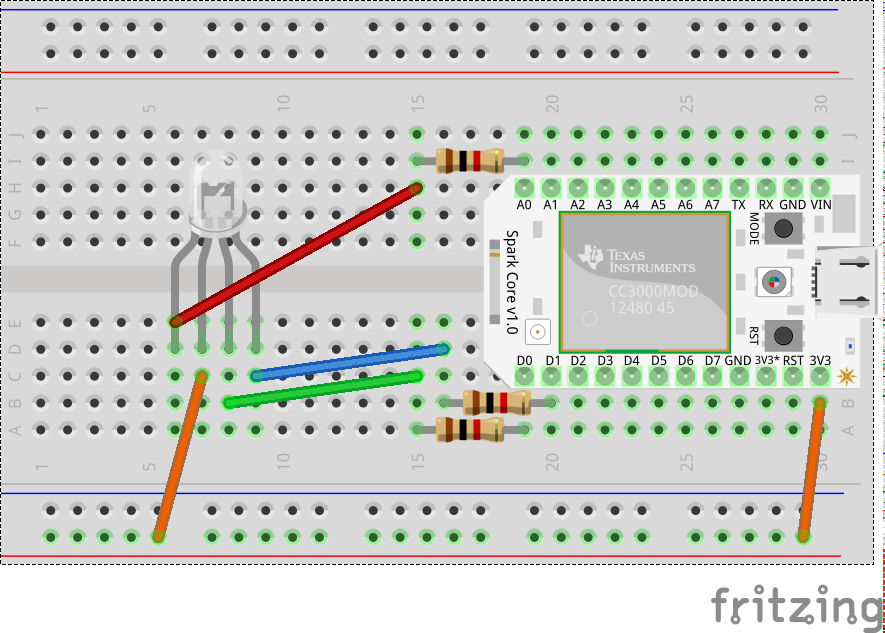 1 5 10 15 20 25 30
J J
I I
H
G
F
A0 A1 A2 A3 A4 A5 A6 A7 TX RX GND VIN
MODE
Spark Core v1.0
TEXAS
INSTRUMENTS
CC3000MOD
12480 45
RST
E
D
D0 D1 D2 D3 D4 D5 D6 D7 GND 3V3* RST 3V3
C
B B
A A
1 5 10 15 20 25 30
fritzing